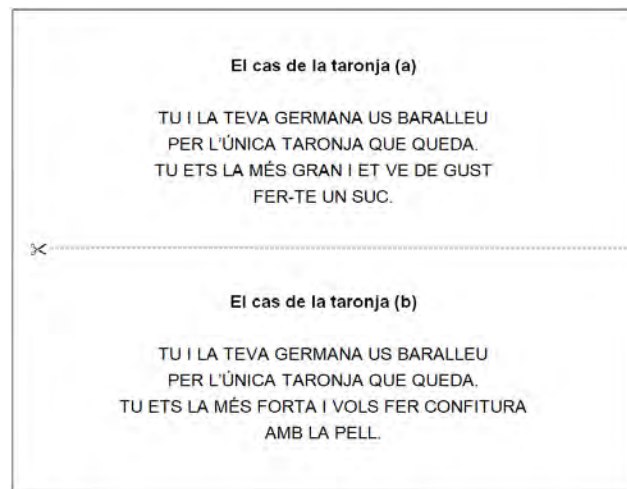 El cas de la taronja (a)
TU I LA TEVA GERMANA US BARALLEU
PER L'ÚNICA TARONJA QUE QUEDA.
TU ETS LA MÉS GRAN I ET VE DE GUST
FER-TE UN SUC.
El cas de la taronja (b)
TU I LA TEVA GERMANA US BARALLEU
PER L'ÚNICA TARONJA QUE QUEDA.
TU ETS LA MÉS FORTA I VOLS FER CONFITURA
AMB LA PELL.